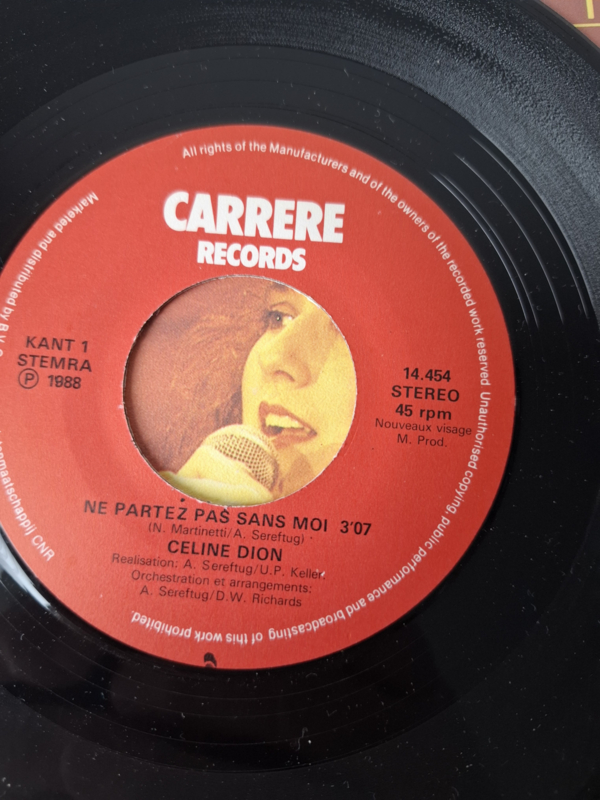 All rights of the Manufacturers and of the owners of the recorded work reserved. Unauthorised copying, public performance and broadcasting of this work prohibited.
Marketed and distributed by B.V.
CNR
CARRERE
RECORDS
KANT 1
STEMRA
Ⓟ 1988
14.454
STEREO
45 rpm
Nouveau visage
M. Prod.
NE PARTEZ PAS SANS MOI 3'07
(N. Martinetti/A. Sereftug)
CELINE DION
Realisation: A. Sereftug/U.P. Keller
Orchestration et arrangements:
A. Sereftug/D.W. Richards